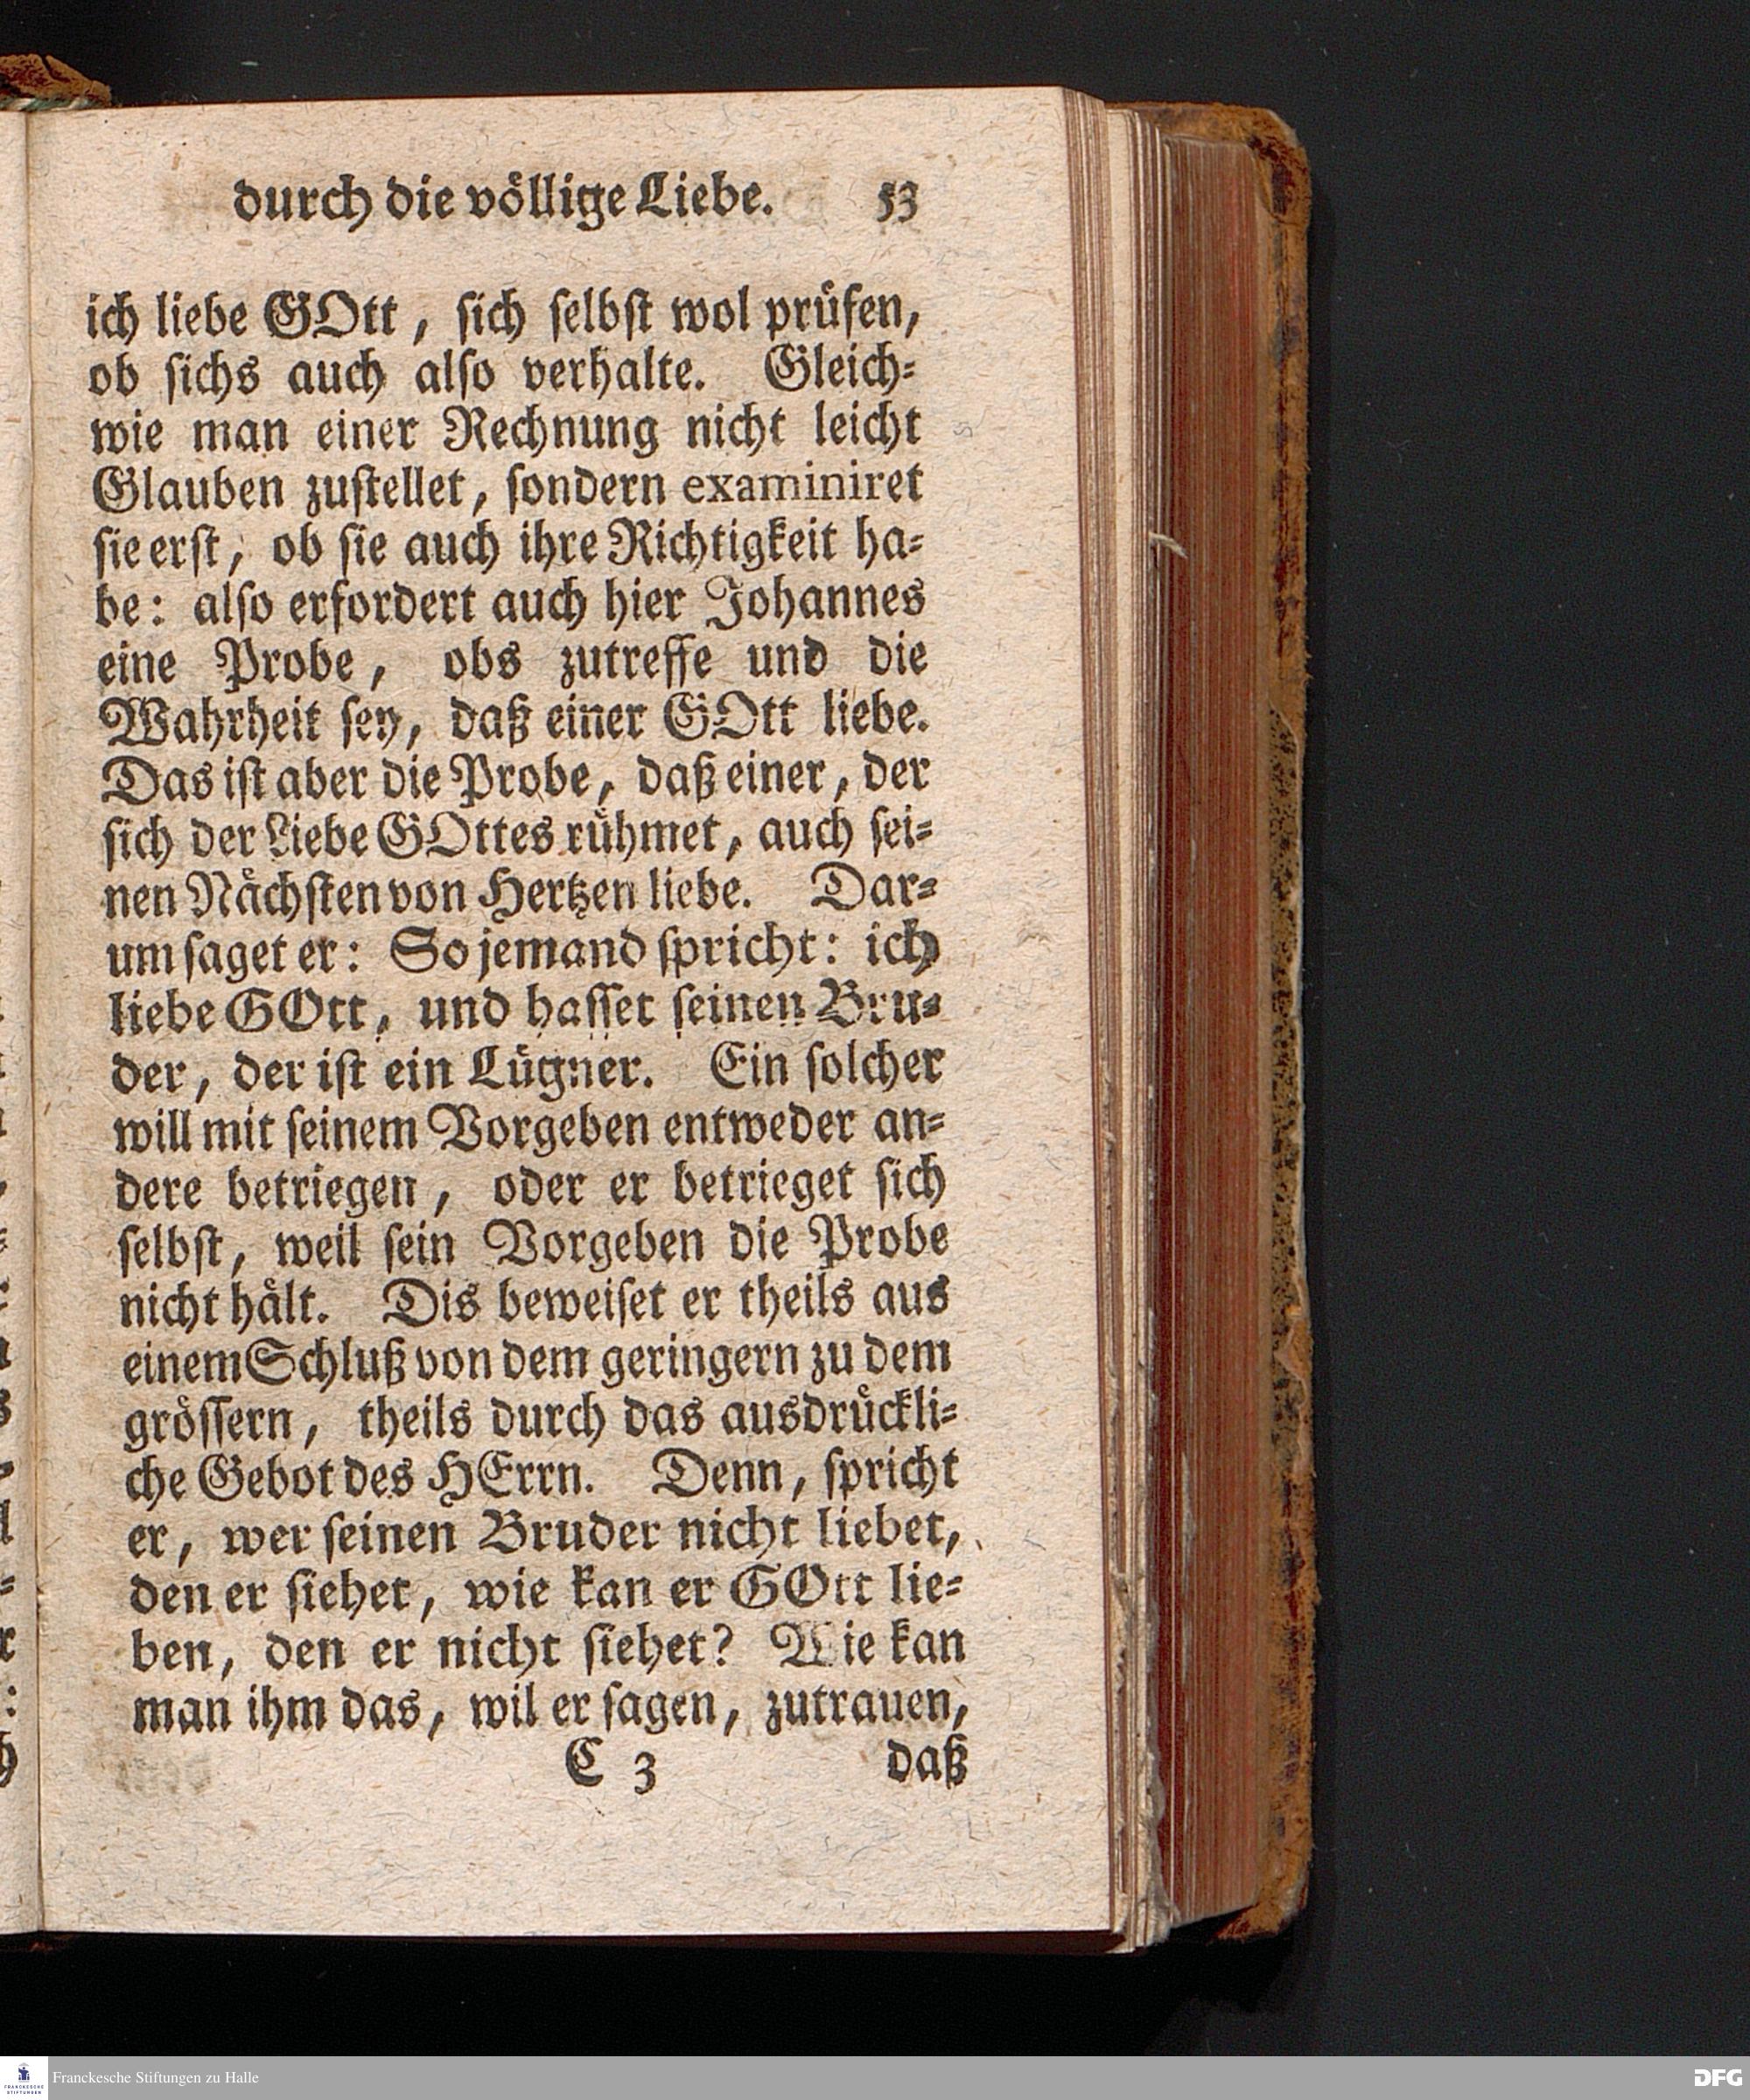 durch die völlige Liebe. 53
ich liebe GOtt, ſich ſelbſt wol prüfen,
ob ſichs auch alſo verhalte. Gleich⸗
wie man einer Rechnung nicht leicht
Glauben zuſtellet, ſondern examiniret
ſie erſt, ob ſie auch ihre Richtigkeit ha⸗
be: alſo erfordert auch hier Johannes
eine Probe, obs zutreffe und die
Wahrheit ſey, daß einer GOtt liebe.
Das iſt aber die Probe, daß einer, der
ſich der Liebe GOttes rühmet, auch ſei⸗
nen Nächſten von Hertzen liebe. Dar⸗
um ſaget er: So jemand ſpricht: ich
liebe GOtt, und haſſet ſeinen Bru⸗
der, der iſt ein Lügner. Ein ſolcher
will mit ſeinem Vorgeben entweder an⸗
dere betriegen, oder er betrieget ſich
ſelbſt, weil ſein Vorgeben die Probe
nicht hält. Dis beweiſet er theils aus
einem Schluß von dem geringern zu dem
gröſſern, theils durch das ausdrückli⸗
che Gebot des HErrn. Denn, ſpricht
er, wer ſeinen Bruder nicht liebet,
den er ſiehet, wie kan er GOtt lie⸗
ben, den er nicht ſiehet? Wie kan
man ihm das, wil er ſagen, zutrauen,
C 3 daß
Franckesche Stiftungen zu Halle
DFG